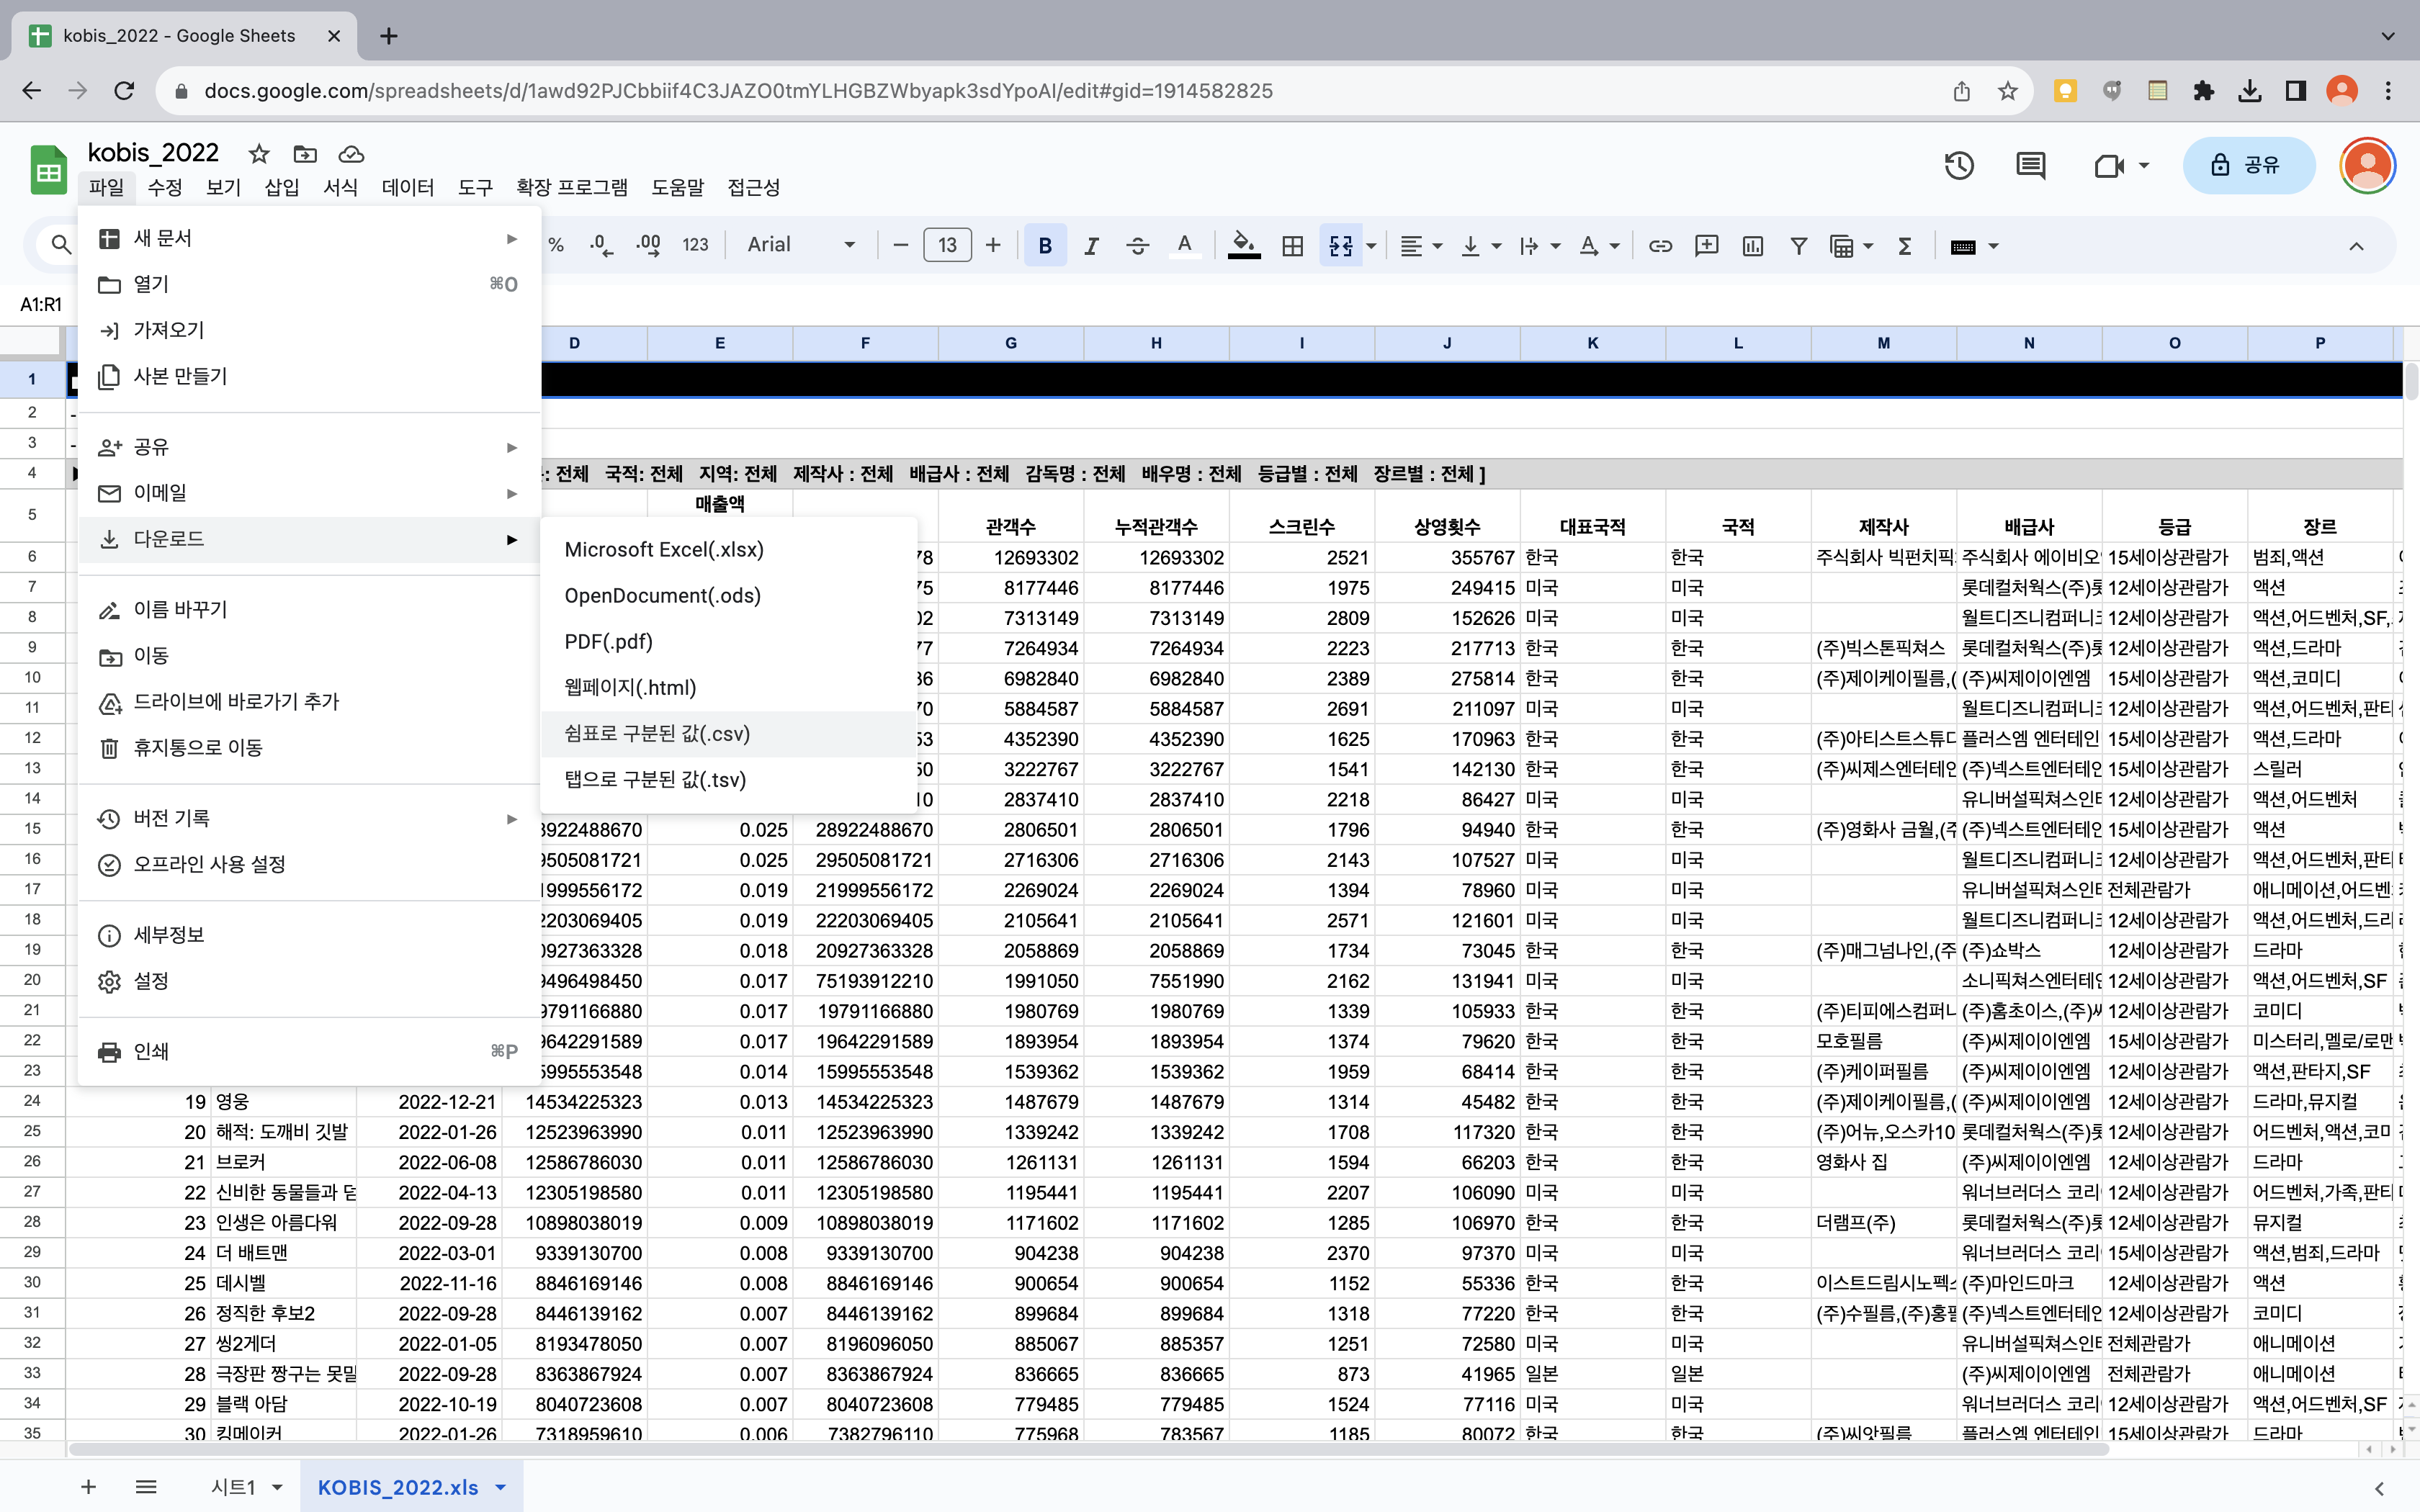 kobis_2022 - Google Sheets
docs.google.com/spreadsheets/d/1awd92PJCbbiif4C3JAZO0tmYLHGBZWbyapk3sdYpoAI/edit#gid=1914582825
kobis_2022
파일 수정 보기 삽입 서식 데이터 도구 확장 프로그램 도움말 접근성
공유
% .0 .00 123 Arial 13 B I A
A1:R1
새 문서
열기 ⌘O
가져오기
사본 만들기
공유
이메일
다운로드
이름 바꾸기
이동
드라이브에 바로가기 추가
휴지통으로 이동
버전 기록
오프라인 사용 설정
세부정보
설정
인쇄 ⌘P
Microsoft Excel(.xlsx)
OpenDocument(.ods)
PDF(.pdf)
웹페이지(.html)
쉼표로 구분된 값(.csv)
탭으로 구분된 값(.tsv)
D E F G H I J K L M N O P
1
2 -
3 -
4 : 전체 국적: 전체 지역: 전체 제작사 : 전체 배급사 : 전체 감독명 : 전체 배우명 : 전체 등급별 : 전체 장르별 : 전체 ]
5 매출액 관객수 누적관객수 스크린수 상영횟수 대표국적 국적 제작사 배급사 등급 장르
6 78 12693302 12693302 2521 355767 한국 한국 주식회사 빅펀치픽 주식회사 에이비오 15세이상관람가 범죄,액션
7 75 8177446 8177446 1975 249415 미국 미국 롯데컬처웍스(주)롯 12세이상관람가 액션
8 02 7313149 7313149 2809 152626 미국 미국 월트디즈니컴퍼니코 12세이상관람가 액션,어드벤처,SF,
9 77 7264934 7264934 2223 217713 한국 한국 (주)빅스톤픽쳐스 롯데컬처웍스(주)롯 12세이상관람가 액션,드라마
10 36 6982840 6982840 2389 275814 한국 한국 (주)제이케이필름,( (주)씨제이이엔엠 15세이상관람가 액션,코미디
11 70 5884587 5884587 2691 211097 미국 미국 월트디즈니컴퍼니코 12세이상관람가 액션,어드벤처,판타
12 53 4352390 4352390 1625 170963 한국 한국 (주)아티스트스튜디 플러스엠 엔터테인 15세이상관람가 액션,드라마
13 50 3222767 3222767 1541 142130 한국 한국 (주)씨제스엔터테인 (주)넥스트엔터테인 15세이상관람가 스릴러
14 10 2837410 2837410 2218 86427 미국 미국 유니버설픽쳐스인터 12세이상관람가 액션,어드벤처
15 8922488670 0.025 28922488670 2806501 2806501 1796 94940 한국 한국 (주)영화사 금월,(주 (주)넥스트엔터테인 15세이상관람가 액션
16 9505081721 0.025 29505081721 2716306 2716306 2143 107527 미국 미국 월트디즈니컴퍼니코 12세이상관람가 액션,어드벤처,판타
17 1999556172 0.019 21999556172 2269024 2269024 1394 78960 미국 미국 유니버설픽쳐스인터 전체관람가 애니메이션,어드벤
18 2203069405 0.019 22203069405 2105641 2105641 2571 121601 미국 미국 월트디즈니컴퍼니코 12세이상관람가 액션,어드벤처,드라
19 0927363328 0.018 20927363328 2058869 2058869 1734 73045 한국 한국 (주)매그넘나인,(주 (주)쇼박스 12세이상관람가 드라마
20 9496498450 0.017 75193912210 1991050 7551990 2162 131941 미국 미국 소니픽쳐스엔터테인 12세이상관람가 액션,어드벤처,SF
21 9791166880 0.017 19791166880 1980769 1980769 1339 105933 한국 한국 (주)티피에스컴퍼니 (주)홈초이스,(주)씨 12세이상관람가 코미디
22 9642291589 0.017 19642291589 1893954 1893954 1374 79620 한국 한국 모호필름 (주)씨제이이엔엠 15세이상관람가 미스터리,멜로/로맨
23 5995553548 0.014 15995553548 1539362 1539362 1959 68414 한국 한국 (주)케이퍼필름 (주)씨제이이엔엠 12세이상관람가 액션,판타지,SF
24 19 영웅 2022-12-21 14534225323 0.013 14534225323 1487679 1487679 1314 45482 한국 한국 (주)제이케이필름,( (주)씨제이이엔엠 12세이상관람가 드라마,뮤지컬
25 20 해적: 도깨비 깃발 2022-01-26 12523963990 0.011 12523963990 1339242 1339242 1708 117320 한국 한국 (주)어뉴,오스카10 롯데컬처웍스(주)롯 12세이상관람가 어드벤처,액션,코미
26 21 브로커 2022-06-08 12586786030 0.011 12586786030 1261131 1261131 1594 66203 한국 한국 영화사 집 (주)씨제이이엔엠 12세이상관람가 드라마
27 22 신비한 동물들과 덤 2022-04-13 12305198580 0.011 12305198580 1195441 1195441 2207 106090 미국 미국 워너브러더스 코리 12세이상관람가 어드벤처,가족,판타
28 23 인생은 아름다워 2022-09-28 10898038019 0.009 10898038019 1171602 1171602 1285 106970 한국 한국 더램프(주) 롯데컬처웍스(주)롯 12세이상관람가 뮤지컬
29 24 더 배트맨 2022-03-01 9339130700 0.008 9339130700 904238 904238 2370 97370 미국 미국 워너브러더스 코리 15세이상관람가 액션,범죄,드라마
30 25 데시벨 2022-11-16 8846169146 0.008 8846169146 900654 900654 1152 55336 한국 한국 이스트드림시노펙스 (주)마인드마크 12세이상관람가 액션
31 26 정직한 후보2 2022-09-28 8446139162 0.007 8446139162 899684 899684 1318 77220 한국 한국 (주)수필름,(주)홍필 (주)넥스트엔터테인 12세이상관람가 코미디
32 27 씽2게더 2022-01-05 8193478050 0.007 8196096050 885067 885357 1251 72580 미국 미국 유니버설픽쳐스인터 전체관람가 애니메이션
33 28 극장판 짱구는 못말 2022-09-28 8363867924 0.007 8363867924 836665 836665 873 41965 일본 일본 (주)씨제이이엔엠 전체관람가 애니메이션
34 29 블랙 아담 2022-10-19 8040723608 0.007 8040723608 779485 779485 1524 77116 미국 미국 워너브러더스 코리 12세이상관람가 액션,어드벤처,SF
35 30 킹메이커 2022-01-26 7318959610 0.006 7382796110 775968 783567 1185 80072 한국 한국 (주)씨앗필름 플러스엠 엔터테인 15세이상관람가 드라마
시트1 KOBIS_2022.xls